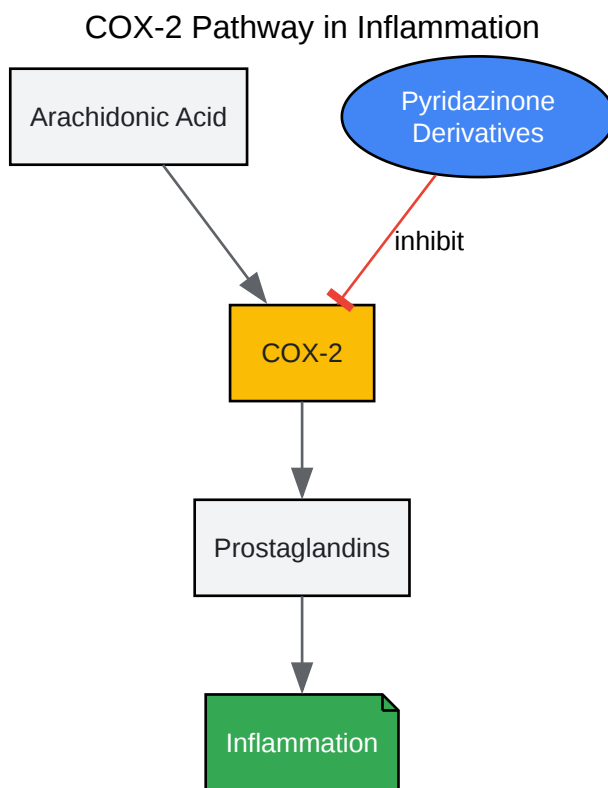 COX-2 Pathway in Inflammation
Arachidonic Acid
Pyridazinone
Derivatives
inhibit
COX-2
Prostaglandins
Inflammation